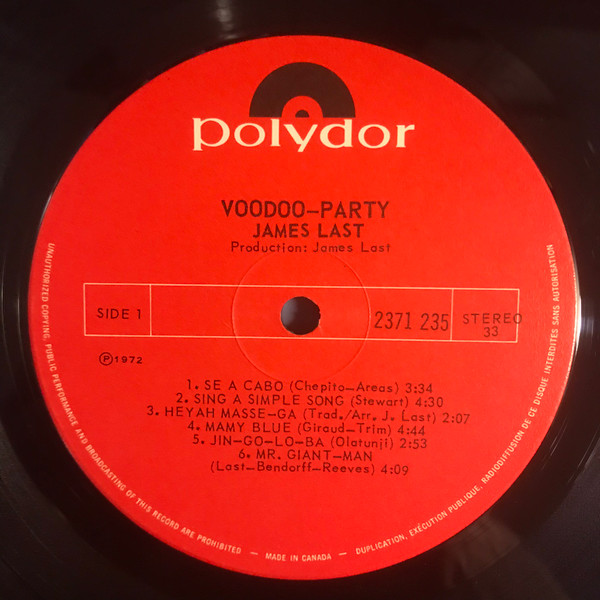 polydor
VOODOO–PARTY
JAMES LAST
Production: James Last
SIDE 1
2371 235
STEREO
33
Ⓟ1972
1. SE A CABO (Chepito–Areas) 3:34
2. SING A SIMPLE SONG (Stewart) 4:30
3. HEYAH MASSE–GA (Trad./Arr. J. Last) 2:07
4. MAMY BLUE (Giraud–Trim) 4:44
5. JIN–GO–LO–BA (Olatunji) 2:53
6. MR. GIANT–MAN
(Last–Bendorff–Reeves) 4:09
UNAUTHORIZED COPYING, PUBLIC PERFORMANCE AND BROADCASTING OF THIS RECORD ARE PROHIBITED — MADE IN CANADA — DUPLICATION, EXÉCUTION PUBLIQUE, RADIODIFFUSION DE CE DISQUE INTERDITES SANS AUTORISATION